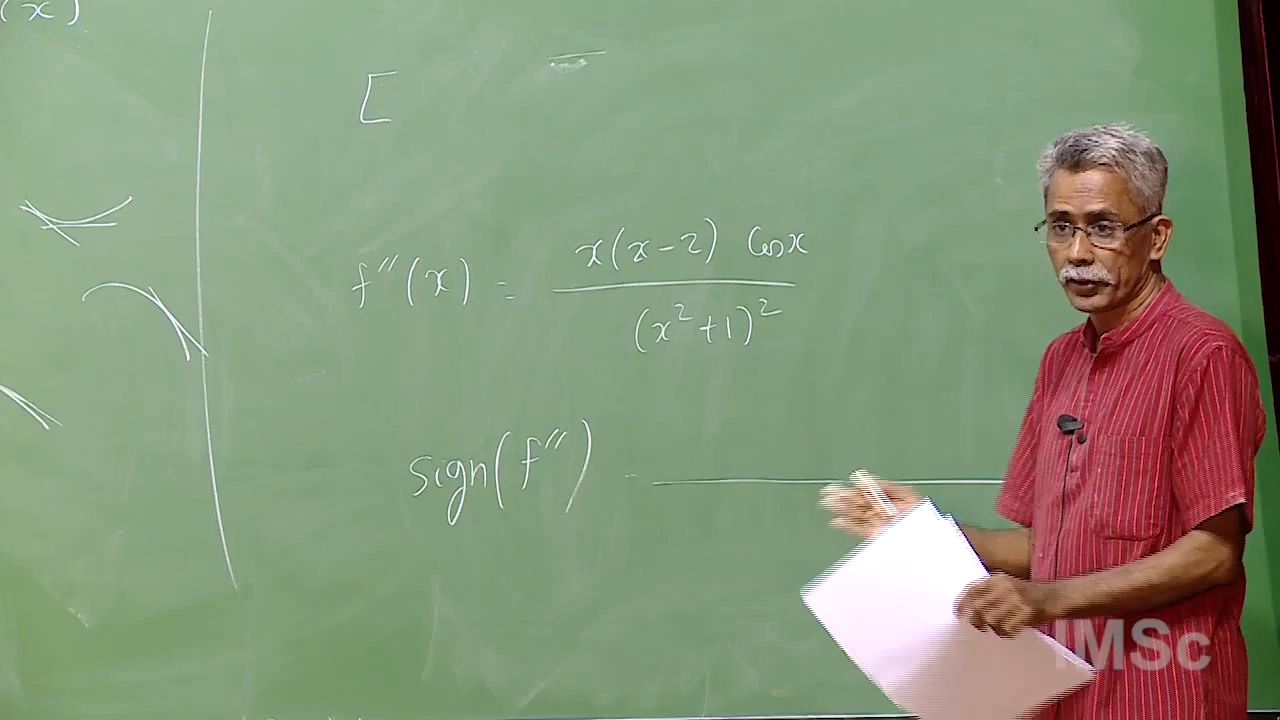 (x)
[
f''(x) = x(x-2) Cos x / (x²+1)²
sign(f'') -
IMSc